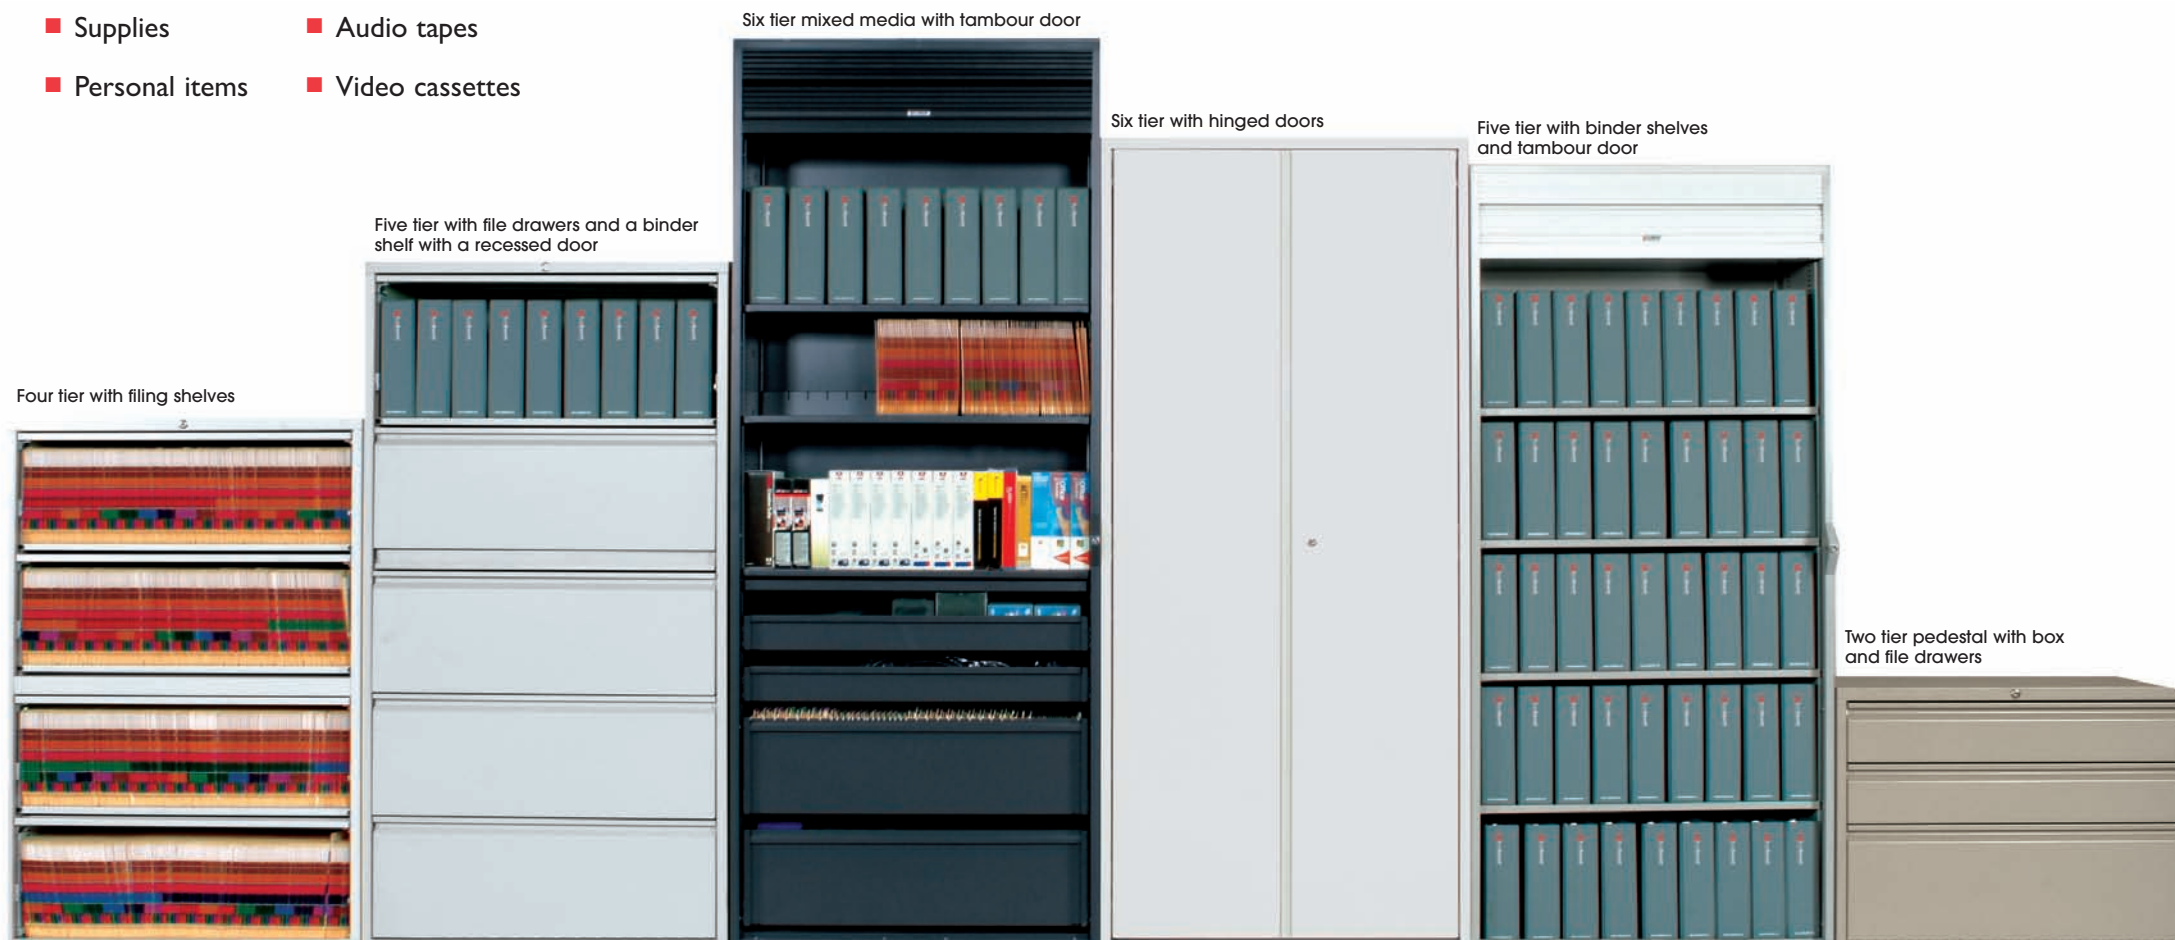 Supplies
Personal items
Audio tapes
Video cassettes
Four tier with filing shelves
Five tier with file drawers and a binder
shelf with a recessed door
Six tier mixed media with tambour door
Six tier with hinged doors
Five tier with binder shelves
and tambour door
Two tier pedestal with box
and file drawers